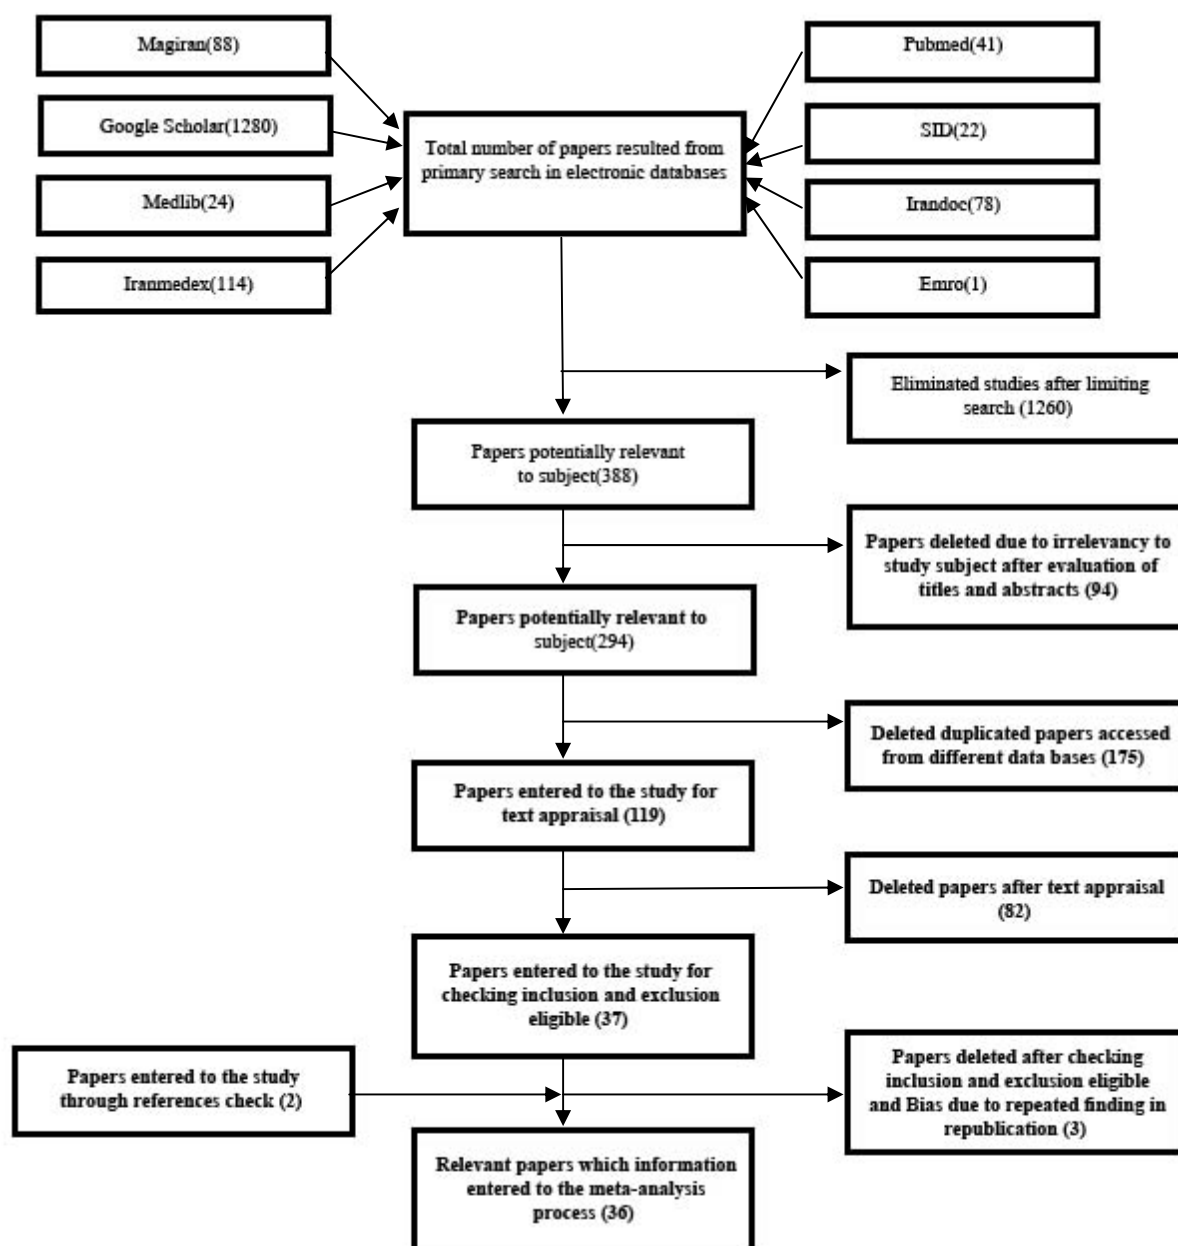 Magiran(88)
Google Scholar(1280)
Medlib(24)
Iranmedex(114)
Total number of papers resulted from
primary search in electronic databases
Pubmed(41)
SID(22)
Irandoc(78)
Emro(1)
Eliminated studies after limiting
search (1260)
Papers potentially relevant
to subject(388)
Papers deleted due to irrelevancy to
study subject after evaluation of
titles and abstracts (94)
Papers potentially relevant to
subject(294)
Deleted duplicated papers accessed
from different data bases (175)
Papers entered to the study for
text appraisal (119)
Deleted papers after text appraisal
(82)
Papers entered to the study for
checking inclusion and exclusion
eligible (37)
Papers entered to the study
through references check (2)
Papers deleted after checking
inclusion and exclusion eligible
and Bias due to repeated finding in
republication (3)
Relevant papers which information
entered to the meta-analysis
process (36)